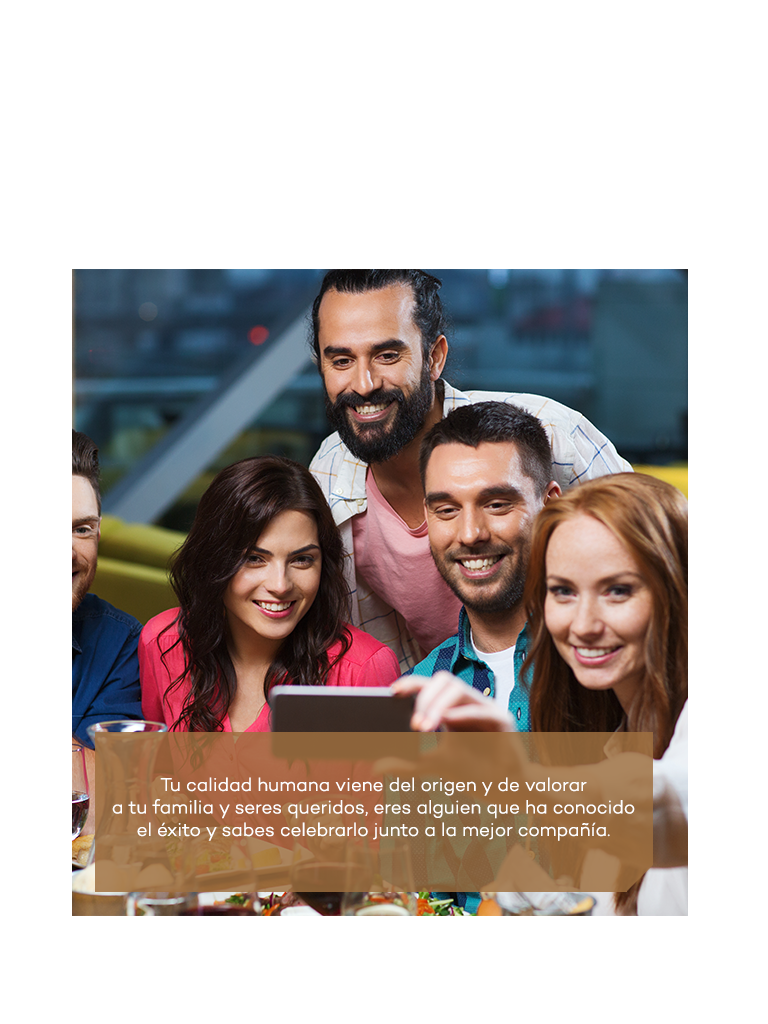 Tu calidad humana viene del origen y de valorar
a tu familia y seres queridos, eres alguien que ha conocido
el éxito y sabes celebrarlo junto a la mejor compañía.